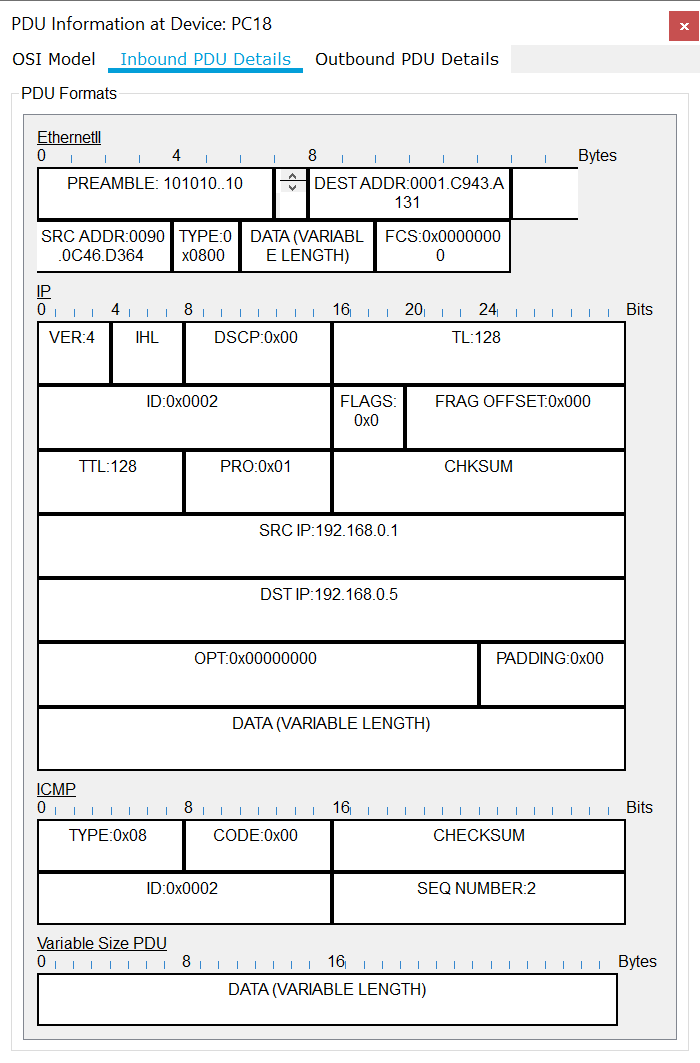 PDU Information at Device: PC18
×
OSI Model Inbound PDU Details Outbound PDU Details
PDU Formats
EthernetII
0 4 8 Bytes
PREAMBLE: 101010..10 DEST ADDR:0001.C943.A
131
SRC ADDR:0090 TYPE:0 DATA (VARIABL FCS:0x0000000
.0C46.D364 x0800 E LENGTH) 0
IP
0 4 8 16 20 24 Bits
VER:4 IHL DSCP:0x00 TL:128
ID:0x0002 FLAGS: FRAG OFFSET:0x000
0x0
TTL:128 PRO:0x01 CHKSUM
SRC IP:192.168.0.1
DST IP:192.168.0.5
OPT:0x00000000 PADDING:0x00
DATA (VARIABLE LENGTH)
ICMP
0 8 16 Bits
TYPE:0x08 CODE:0x00 CHECKSUM
ID:0x0002 SEQ NUMBER:2
Variable Size PDU
0 8 16 Bytes
DATA (VARIABLE LENGTH)